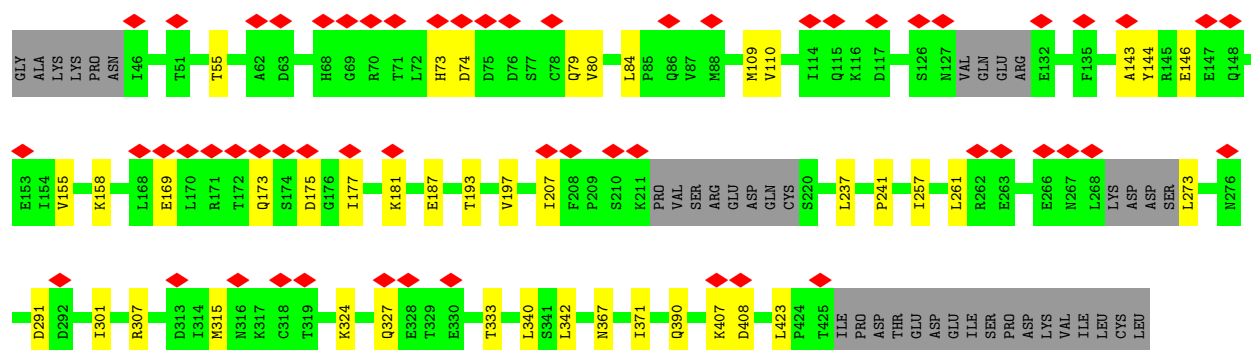 GLY ALA LYS LYS PRO ASN I46 T51 T55 A62 D63 H68 G69 R70 T71 L72 H73 D74 D75 D76 S77 C78 Q79 V80 L84 P85 Q86 V87 M88 M109 V110 I114 Q115 K116 D117 S126 N127 VAL GLN GLU ARG E132 F135 A143 Y144 R145 E146 E147 Q148
E153 I154 V155 K158 L168 E169 L170 R171 T172 Q173 S174 D175 G176 I177 K181 E187 T193 V197 I207 F208 P209 S210 K211 PRO VAL SER ARG GLU ASP GLN CYS S220 L237 P241 I257 L261 R262 E263 E266 N267 L268 LYS ASP ASP SER L273 N276
D291 D292 I301 R307 D313 I314 M315 N316 K317 C318 T319 K324 Q327 E328 T329 E330 T333 L340 S341 L342 N367 I371 Q390 K407 D408 L423 P424 T425 ILE PRO ASP THR GLU ASP GLU ILE SER PRO ASP LYS VAL ILE LEU CYS LEU